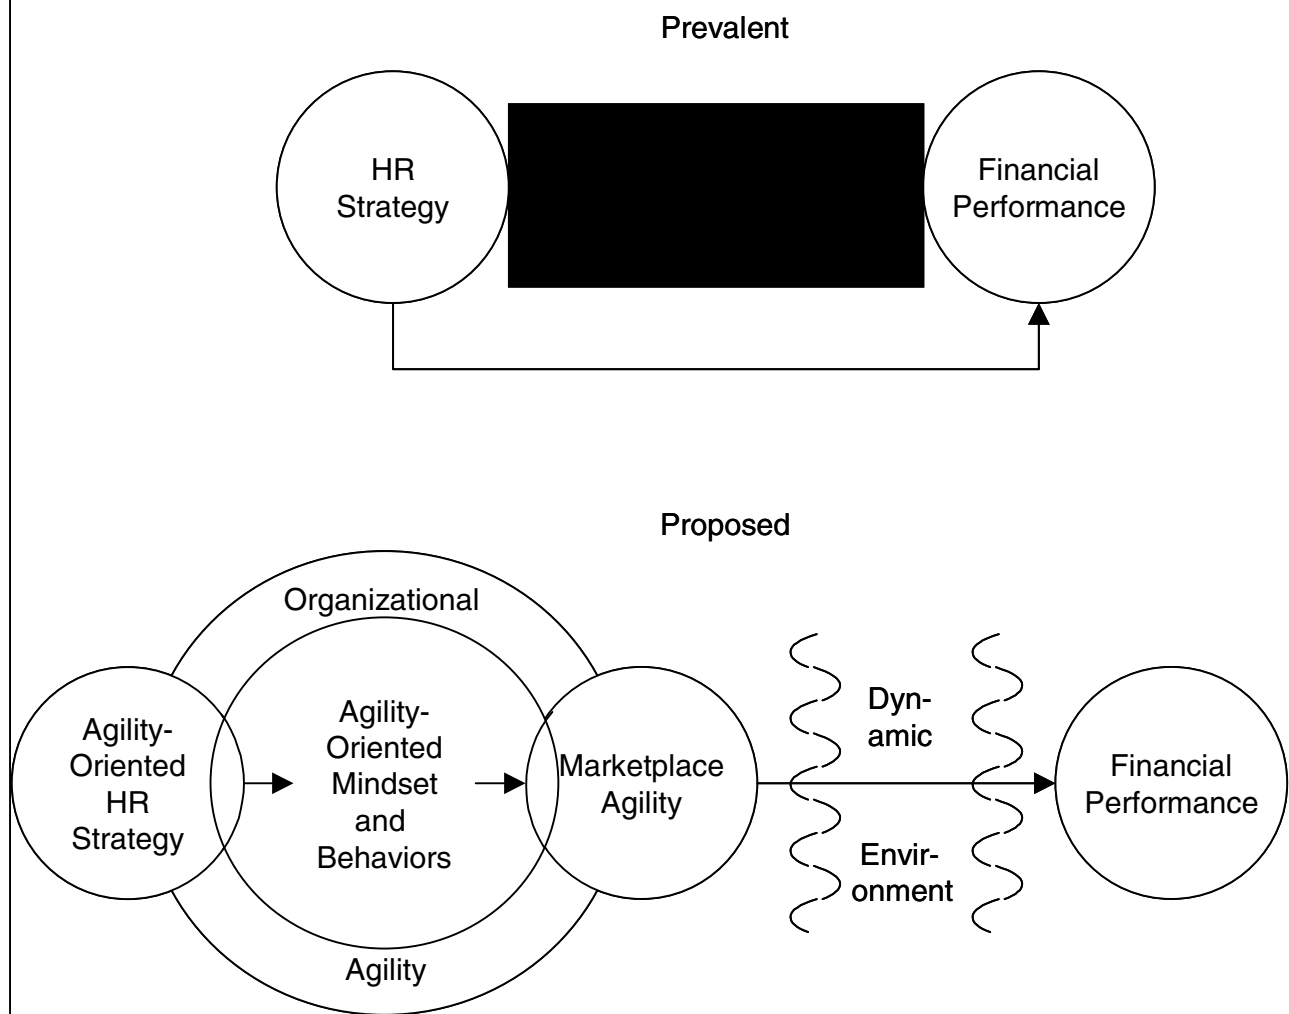 Prevalent
HR
Strategy
Financial
Performance
Proposed
Organizational
Agility-
Oriented
HR
Strategy
Agility-
Oriented
Mindset
and
Behaviors
Marketplace
Agility
Dyn-
amic
Envir-
onment
Financial
Performance
Agility